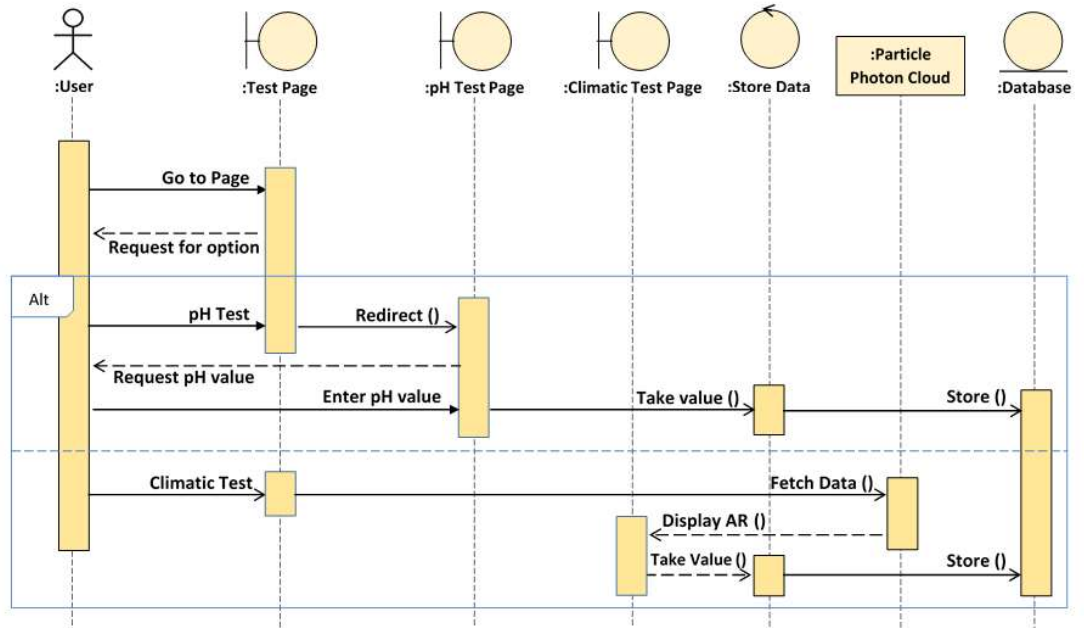 :User
:Test Page
:pH Test Page
:Climatic Test Page
:Store Data
:Particle
Photon Cloud
:Database
Go to Page
Request for option
Alt
pH Test
Redirect ()
Request pH value
Enter pH value
Take value ()
Store ()
Climatic Test
Fetch Data ()
Display AR ()
Take Value ()
Store ()